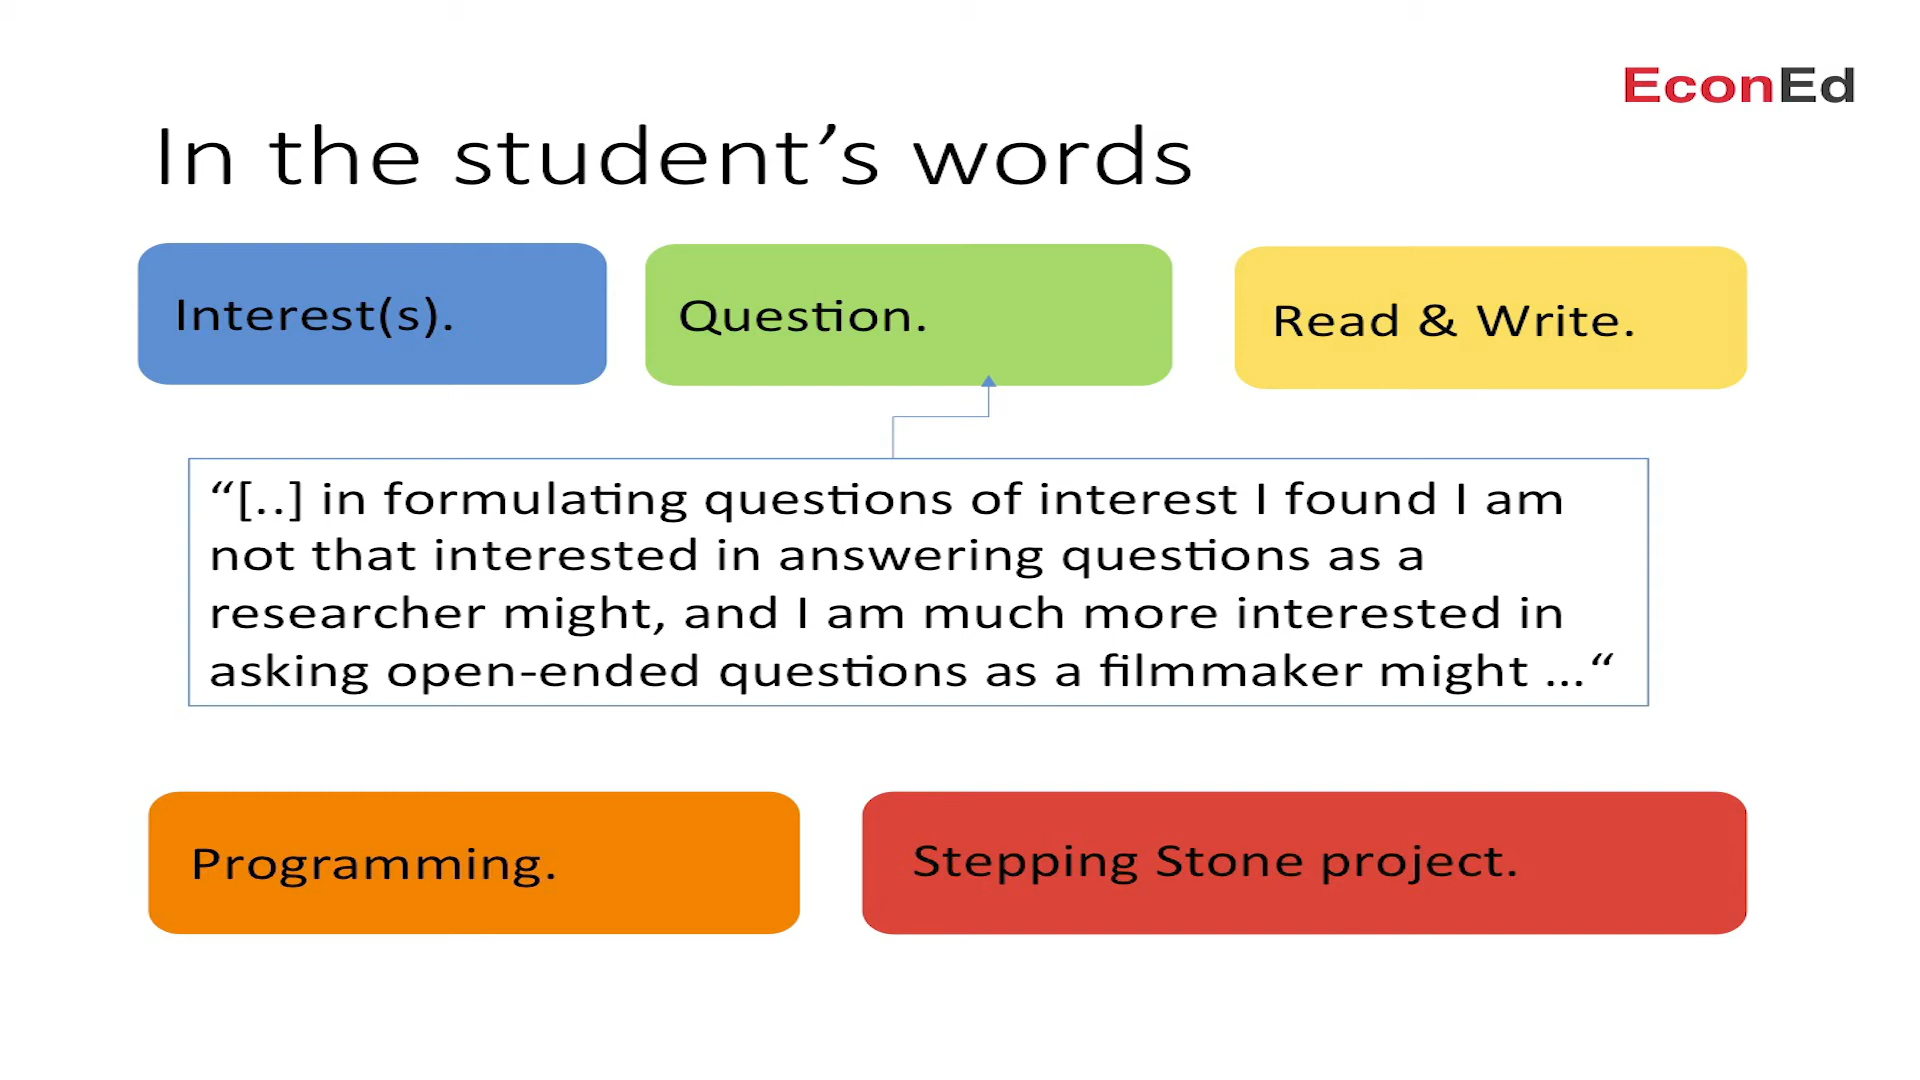 EconEd
In the student’s words
Interest(s).
Question.
Read & Write.
“[..] in formulating questions of interest I found I am
not that interested in answering questions as a
researcher might, and I am much more interested in
asking open-ended questions as a filmmaker might ...“
Programming.
Stepping Stone project.